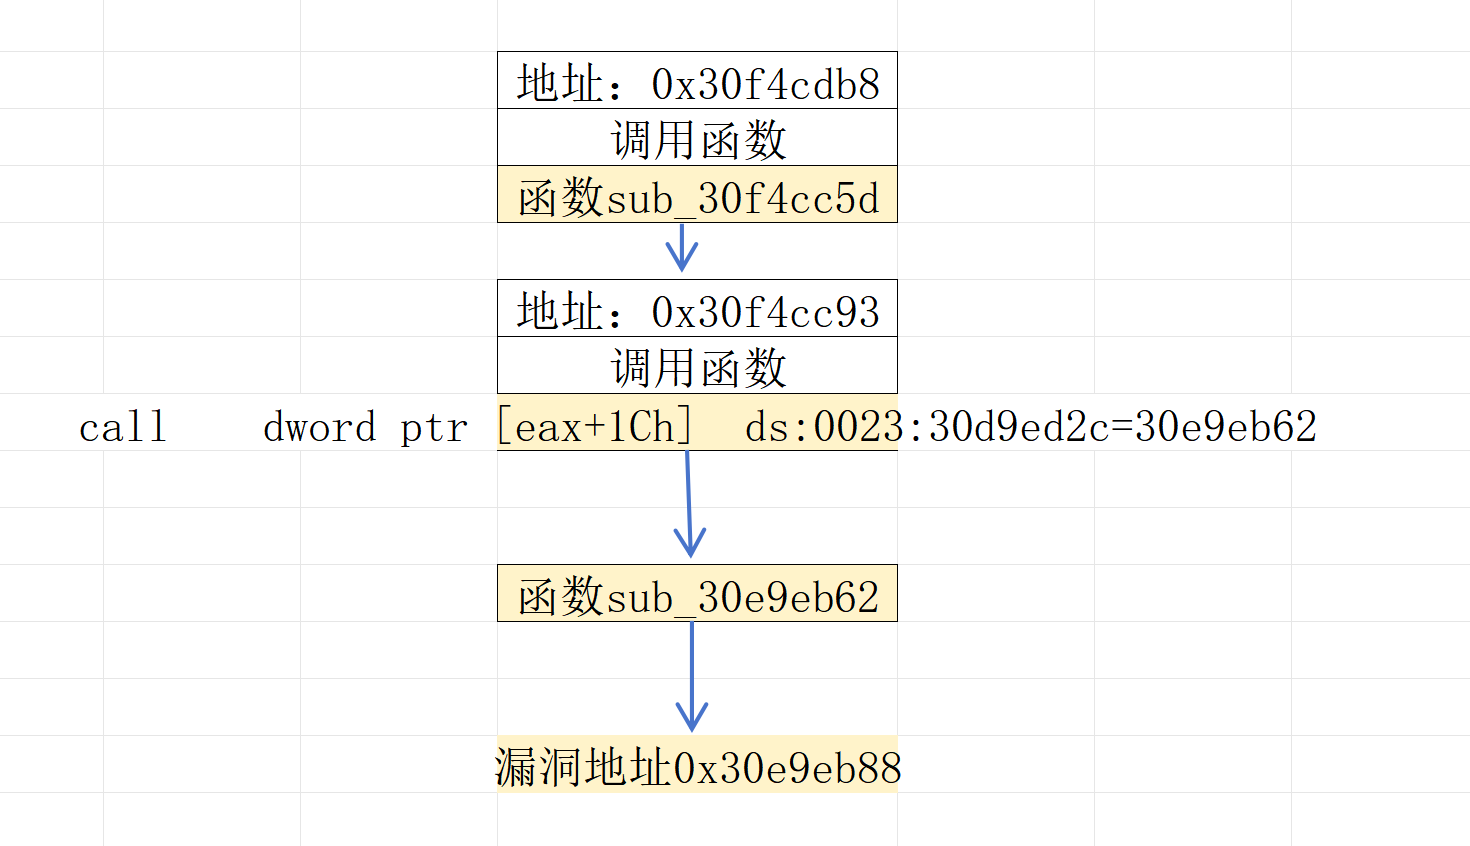 地址：0x30f4cdb8
调用函数
函数sub_30f4cc5d
地址：0x30f4cc93
调用函数
call    dword ptr [eax+1Ch]  ds:0023:30d9ed2c=30e9eb62
函数sub_30e9eb62
漏洞地址0x30e9eb88